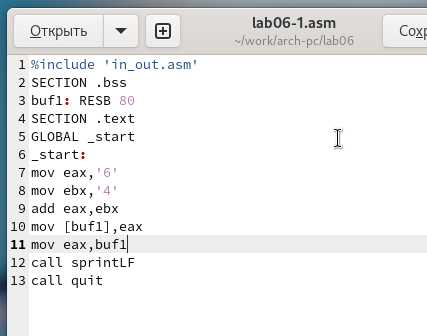 Открыть
lab06-1.asm
~/work/arch-pc/lab06
Сох
1 %include 'in_out.asm'
2 SECTION .bss
3 buf1: RESB 80
4 SECTION .text
5 GLOBAL _start
6 _start:
7 mov eax,'6'
8 mov ebx,'4'
9 add eax,ebx
10 mov [buf1],eax
11 mov eax,buf1
12 call sprintLF
13 call quit